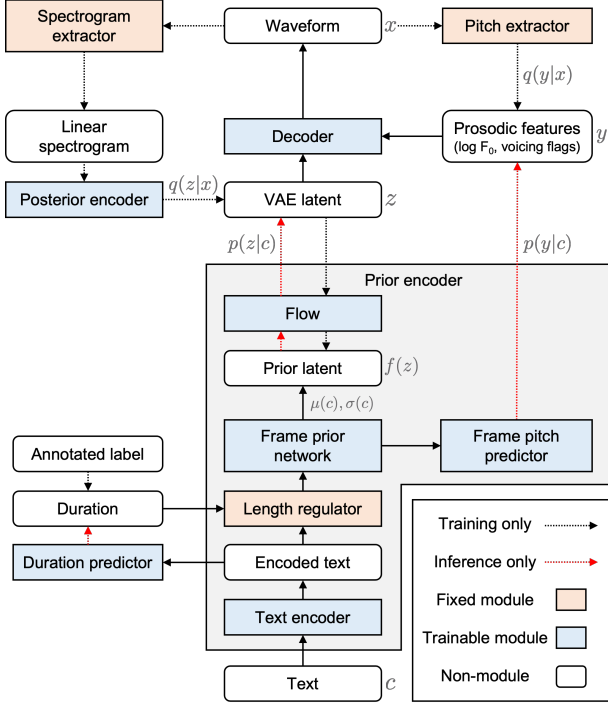 Spectrogram
extractor
Waveform
x
Pitch extractor
q(y|x)
Linear
spectrogram
Decoder
Prosodic features
(log F₀, voicing flags)
y
Posterior encoder
q(z|x)
VAE latent
z
p(z|c)
p(y|c)
Prior encoder
Flow
Prior latent
f(z)
μ(c), σ(c)
Frame prior
network
Frame pitch
predictor
Annotated label
Duration
Length regulator
Duration predictor
Encoded text
Text encoder
Text
c
Training only
Inference only
Fixed module
Trainable module
Non-module